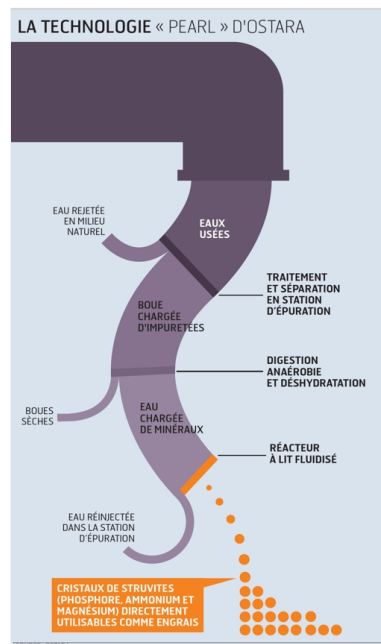 LA TECHNOLOGIE « PEARL » D'OSTARA
EAU REJETÉE
EN MILIEU
NATUREL
EAUX
USÉES
TRAITEMENT
ET SÉPARATION
EN STATION
D'ÉPURATION
BOUE
CHARGÉE
D'IMPURETÉES
DIGESTION
ANAÉROBIE
ET DÉSHYDRATATION
BOUES
SÈCHES
EAU
CHARGÉE
DE MINÉRAUX
RÉACTEUR
À LIT FLUIDISÉ
EAU RÉINJECTÉE
DANS LA STATION
D'ÉPURATION
CRISTAUX DE STRUVITES
(PHOSPHORE, AMMONIUM ET
MAGNÉSIUM) DIRECTEMENT
UTILISABLES COMME ENGRAIS